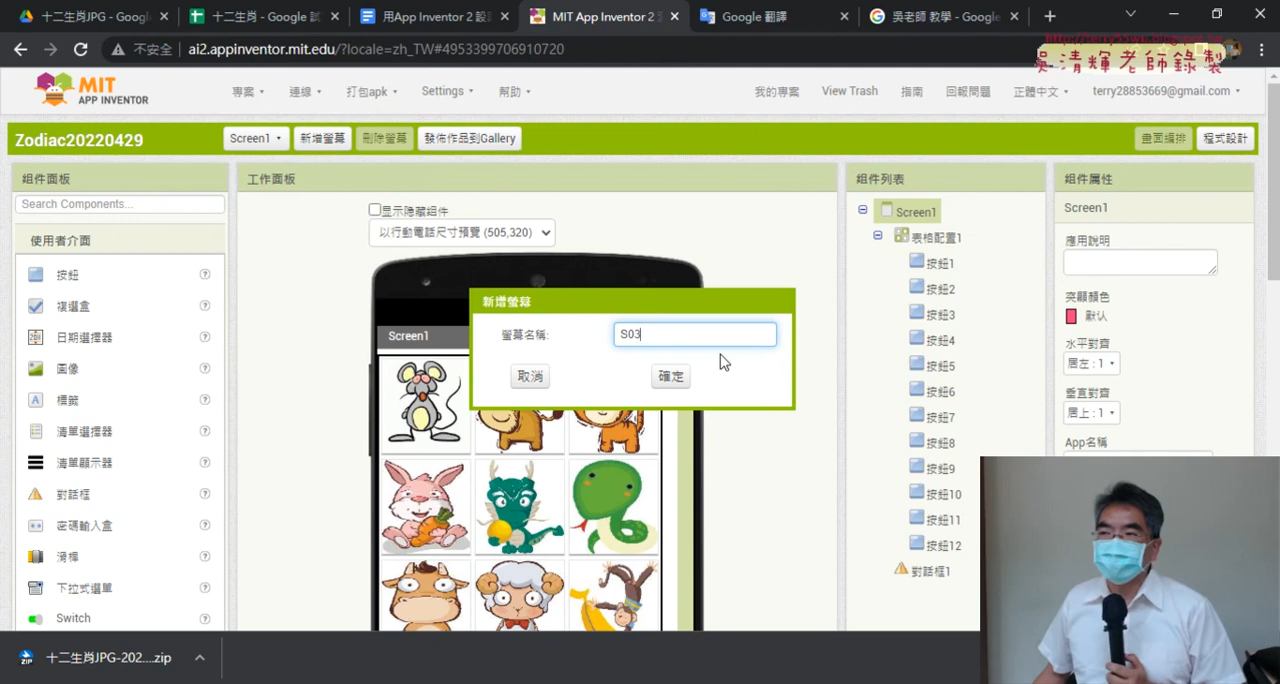 十二生肖JPG - Googl
十二生肖 - Google 試
用App Inventor 2 設
MIT App Inventor 2
Google 翻譯
吳老師 教學 - Google
不安全
ai2.appinventor.mit.edu/?locale=zh_TW#4953399706910720
吳清輝老師錄製
MIT
APP INVENTOR
專案
連線
打包apk
Settings
幫助
我的專案
View Trash
指南
回報問題
正體中文
terry28853669@gmail.com
Zodiac20220429
Screen1
新增螢幕
刪除螢幕
發佈作品到Gallery
畫面編排
程式設計
組件面板
工作面板
組件列表
組件屬性
Search Components...
使用者介面
按鈕
複選盒
日期選擇器
圖像
標籤
清單選擇器
清單顯示器
對話框
密碼輸入盒
滑桿
下拉式選單
Switch
显示隐藏组件
以行動電話尺寸預覽 (505,320)
Screen1
新增螢幕
螢幕名稱:
S03
取消
確定
Screen1
表格配置1
按鈕1
按鈕2
按鈕3
按鈕4
按鈕5
按鈕6
按鈕7
按鈕8
按鈕9
按鈕10
按鈕11
按鈕12
對話框1
Screen1
應用說明
突顯顏色
默认
水平對齊
居左 : 1
垂直對齊
居上 : 1
App名稱
十二生肖JPG-202....zip